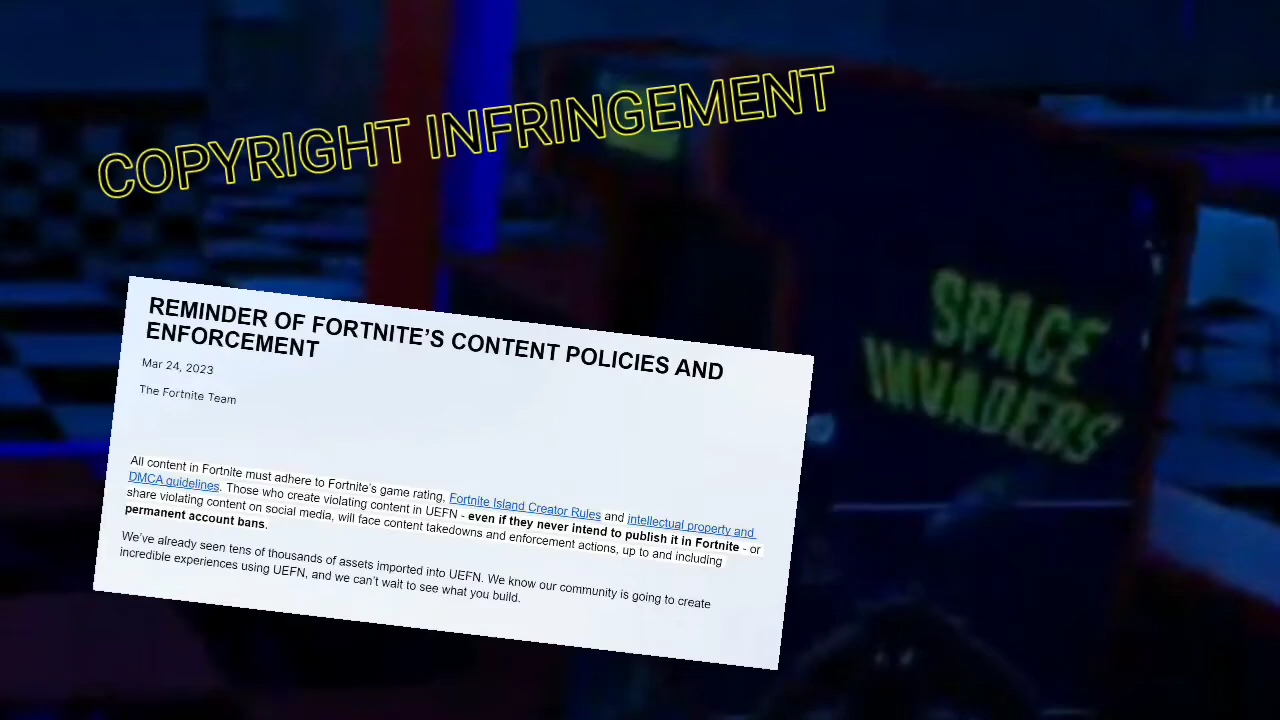 COPYRIGHT INFRINGEMENT
SPACE
INVADERS
REMINDER OF FORTNITE’S CONTENT POLICIES AND
ENFORCEMENT
Mar 24, 2023
The Fortnite Team
All content in Fortnite must adhere to Fortnite’s game rating, Fortnite Island Creator Rules and intellectual property and
DMCA guidelines. Those who create violating content in UEFN - even if they never intend to publish it in Fortnite - or
share violating content on social media, will face content takedowns and enforcement actions, up to and including
permanent account bans.
We’ve already seen tens of thousands of assets imported into UEFN. We know our community is going to create
incredible experiences using UEFN, and we can’t wait to see what you build.